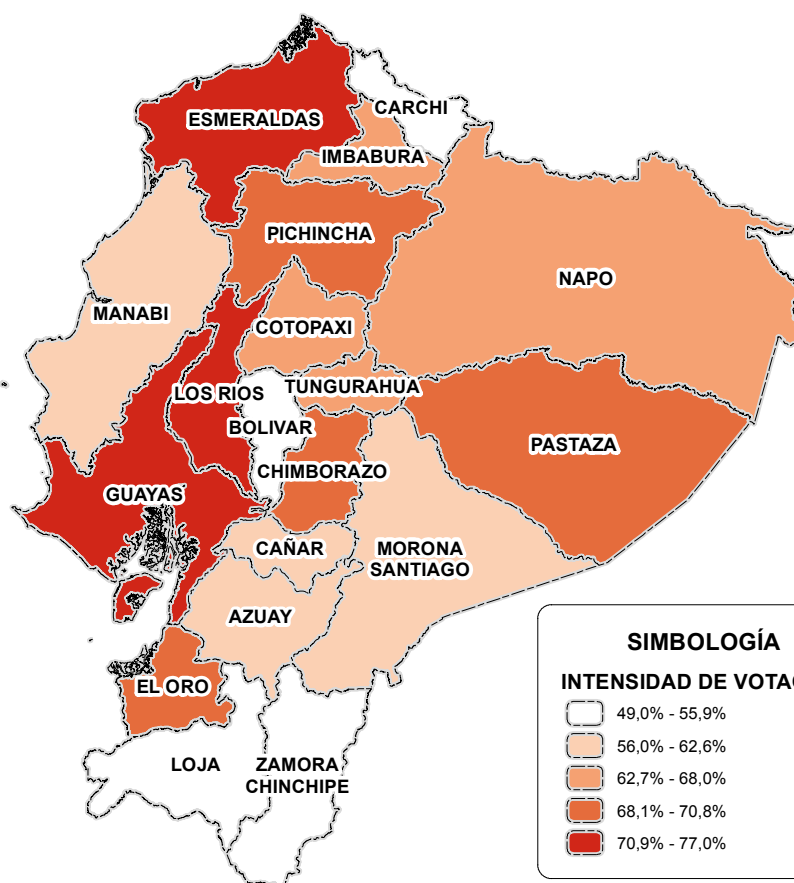 ESMERALDAS
CARCHI
IMBABURA
PICHINCHA
NAPO
MANABI
COTOPAXI
TUNGURAHUA
LOS RIOS
BOLIVAR
PASTAZA
CHIMBORAZO
GUAYAS
CAÑAR
MORONA
SANTIAGO
AZUAY
EL ORO
LOJA
ZAMORA
CHINCHIPE
SIMBOLOGÍA
INTENSIDAD DE VOTAC
49,0% - 55,9%
56,0% - 62,6%
62,7% - 68,0%
68,1% - 70,8%
70,9% - 77,0%